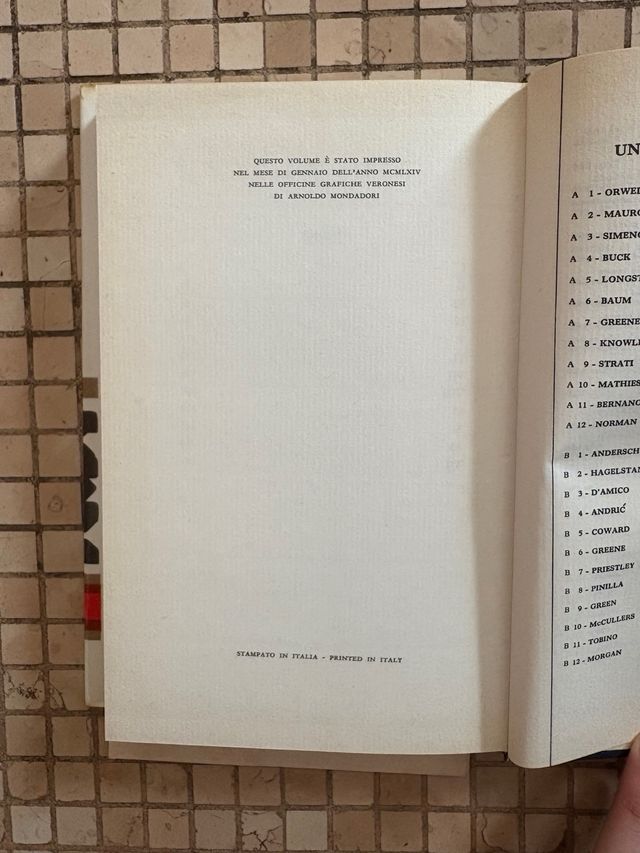 QUESTO VOLUME È STATO IMPRESSO
NEL MESE DI GENNAIO DELL'ANNO MCMLXIV
NELLE OFFICINE GRAFICHE VERONESI
DI ARNOLDO MONDADORI
STAMPATO IN ITALIA - PRINTED IN ITALY
UN
A 1 - ORWEL
A 2 - MAURO
A 3 - SIMENO
A 4 - BUCK
A 5 - LONGST
A 6 - BAUM
A 7 - GREENE
A 8 - KNOWL
A 9 - STRATI
A 10 - MATHIES
A 11 - BERNANO
A 12 - NORMAN
B 1 - ANDERSCH
B 2 - HAGELSTAN
B 3 - D'AMICO
B 4 - ANDRIĆ
B 5 - COWARD
B 6 - GREENE
B 7 - PRIESTLEY
B 8 - PINILLA
B 9 - GREEN
B 10 - McCULLERS
B 11 - TOBINO
B 12 - MORGAN